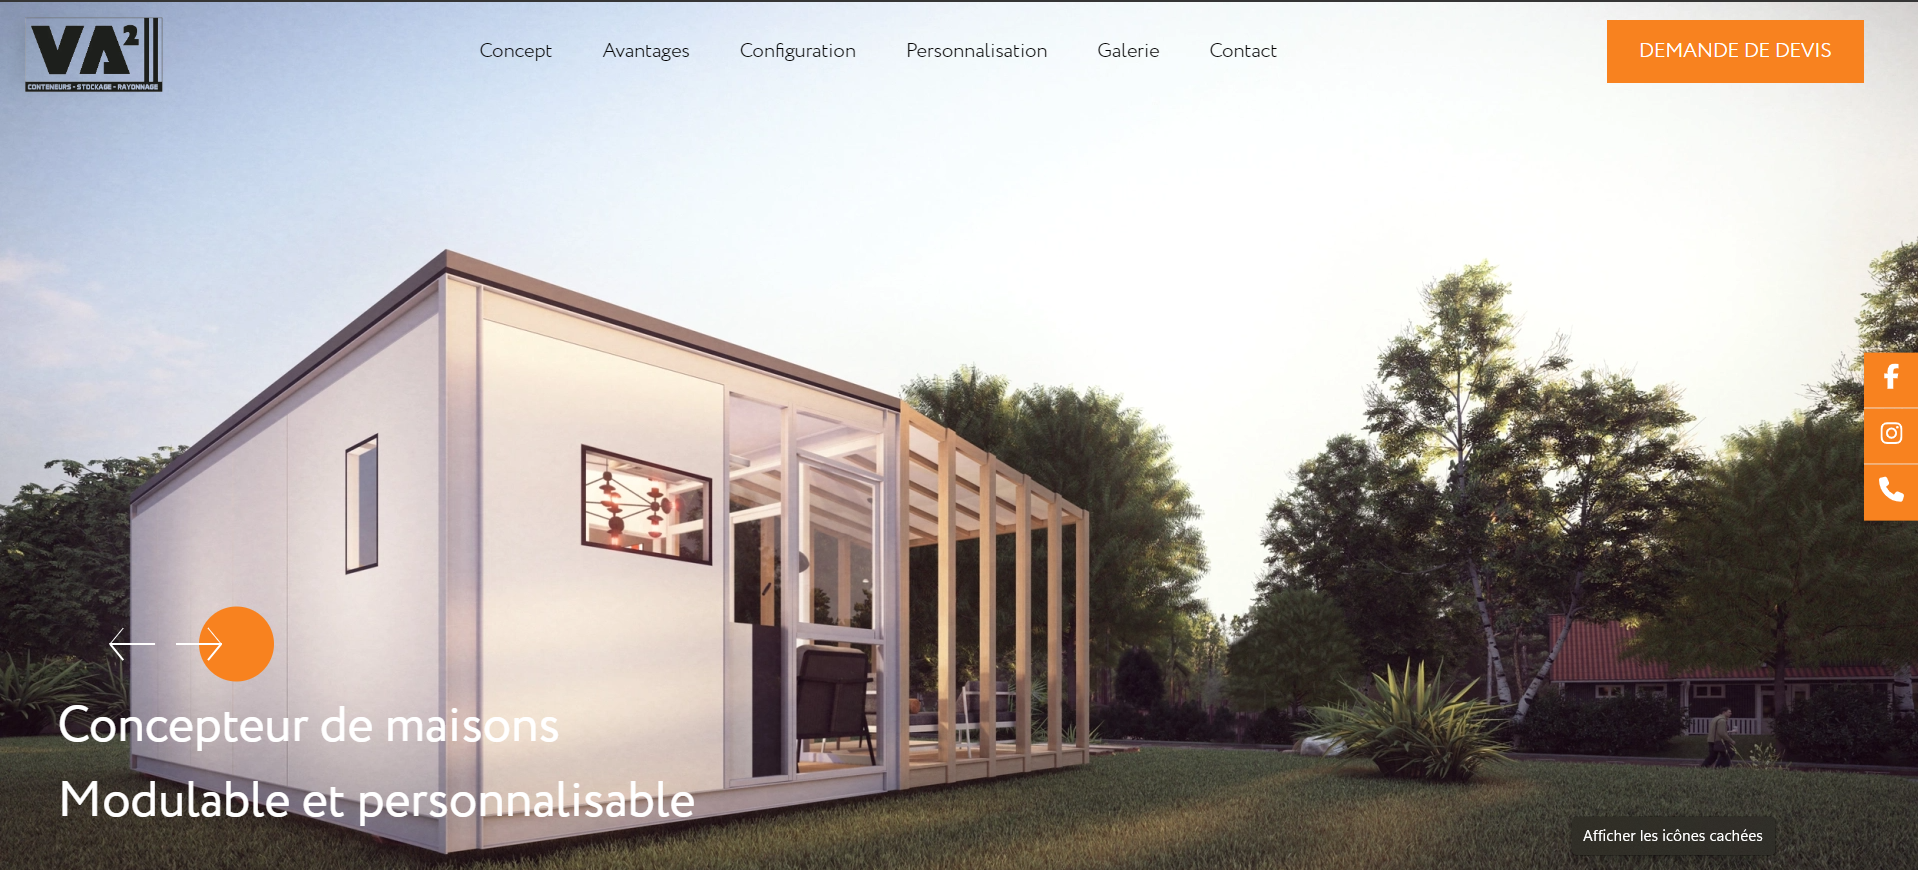 VA²
CONTENEURS - STOCKAGE - RAYONNAGE
Concept
Avantages
Configuration
Personnalisation
Galerie
Contact
DEMANDE DE DEVIS
Concepteur de maisons
Modulable et personnalisable
Afficher les icônes cachées